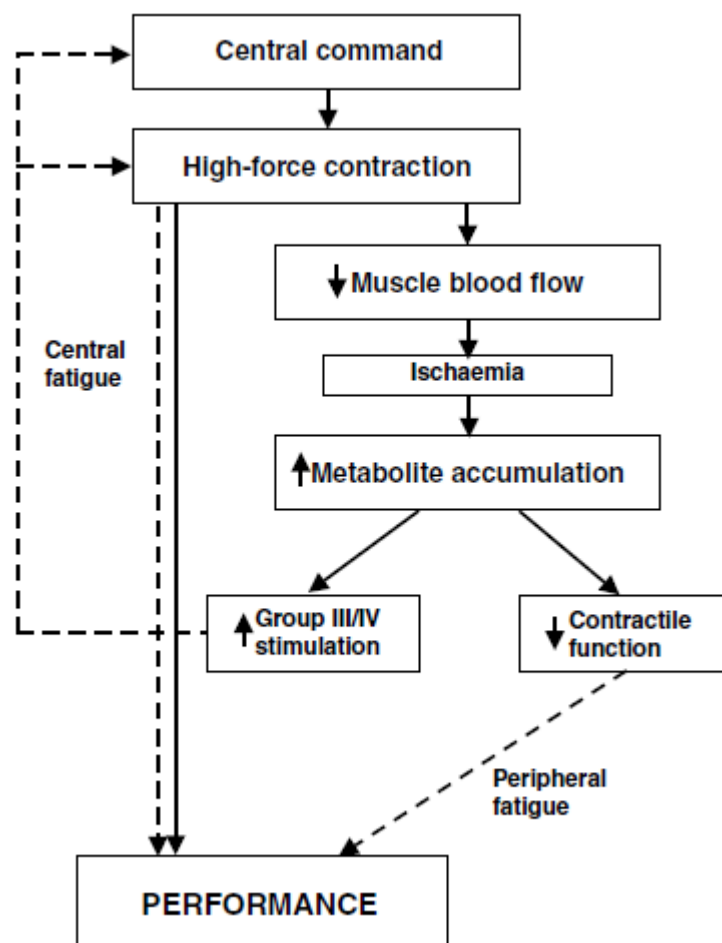 Central command
High-force contraction
Muscle blood flow
Central
fatigue
Ischaemia
Metabolite accumulation
Group III/IV
stimulation
Contractile
function
Peripheral
fatigue
PERFORMANCE